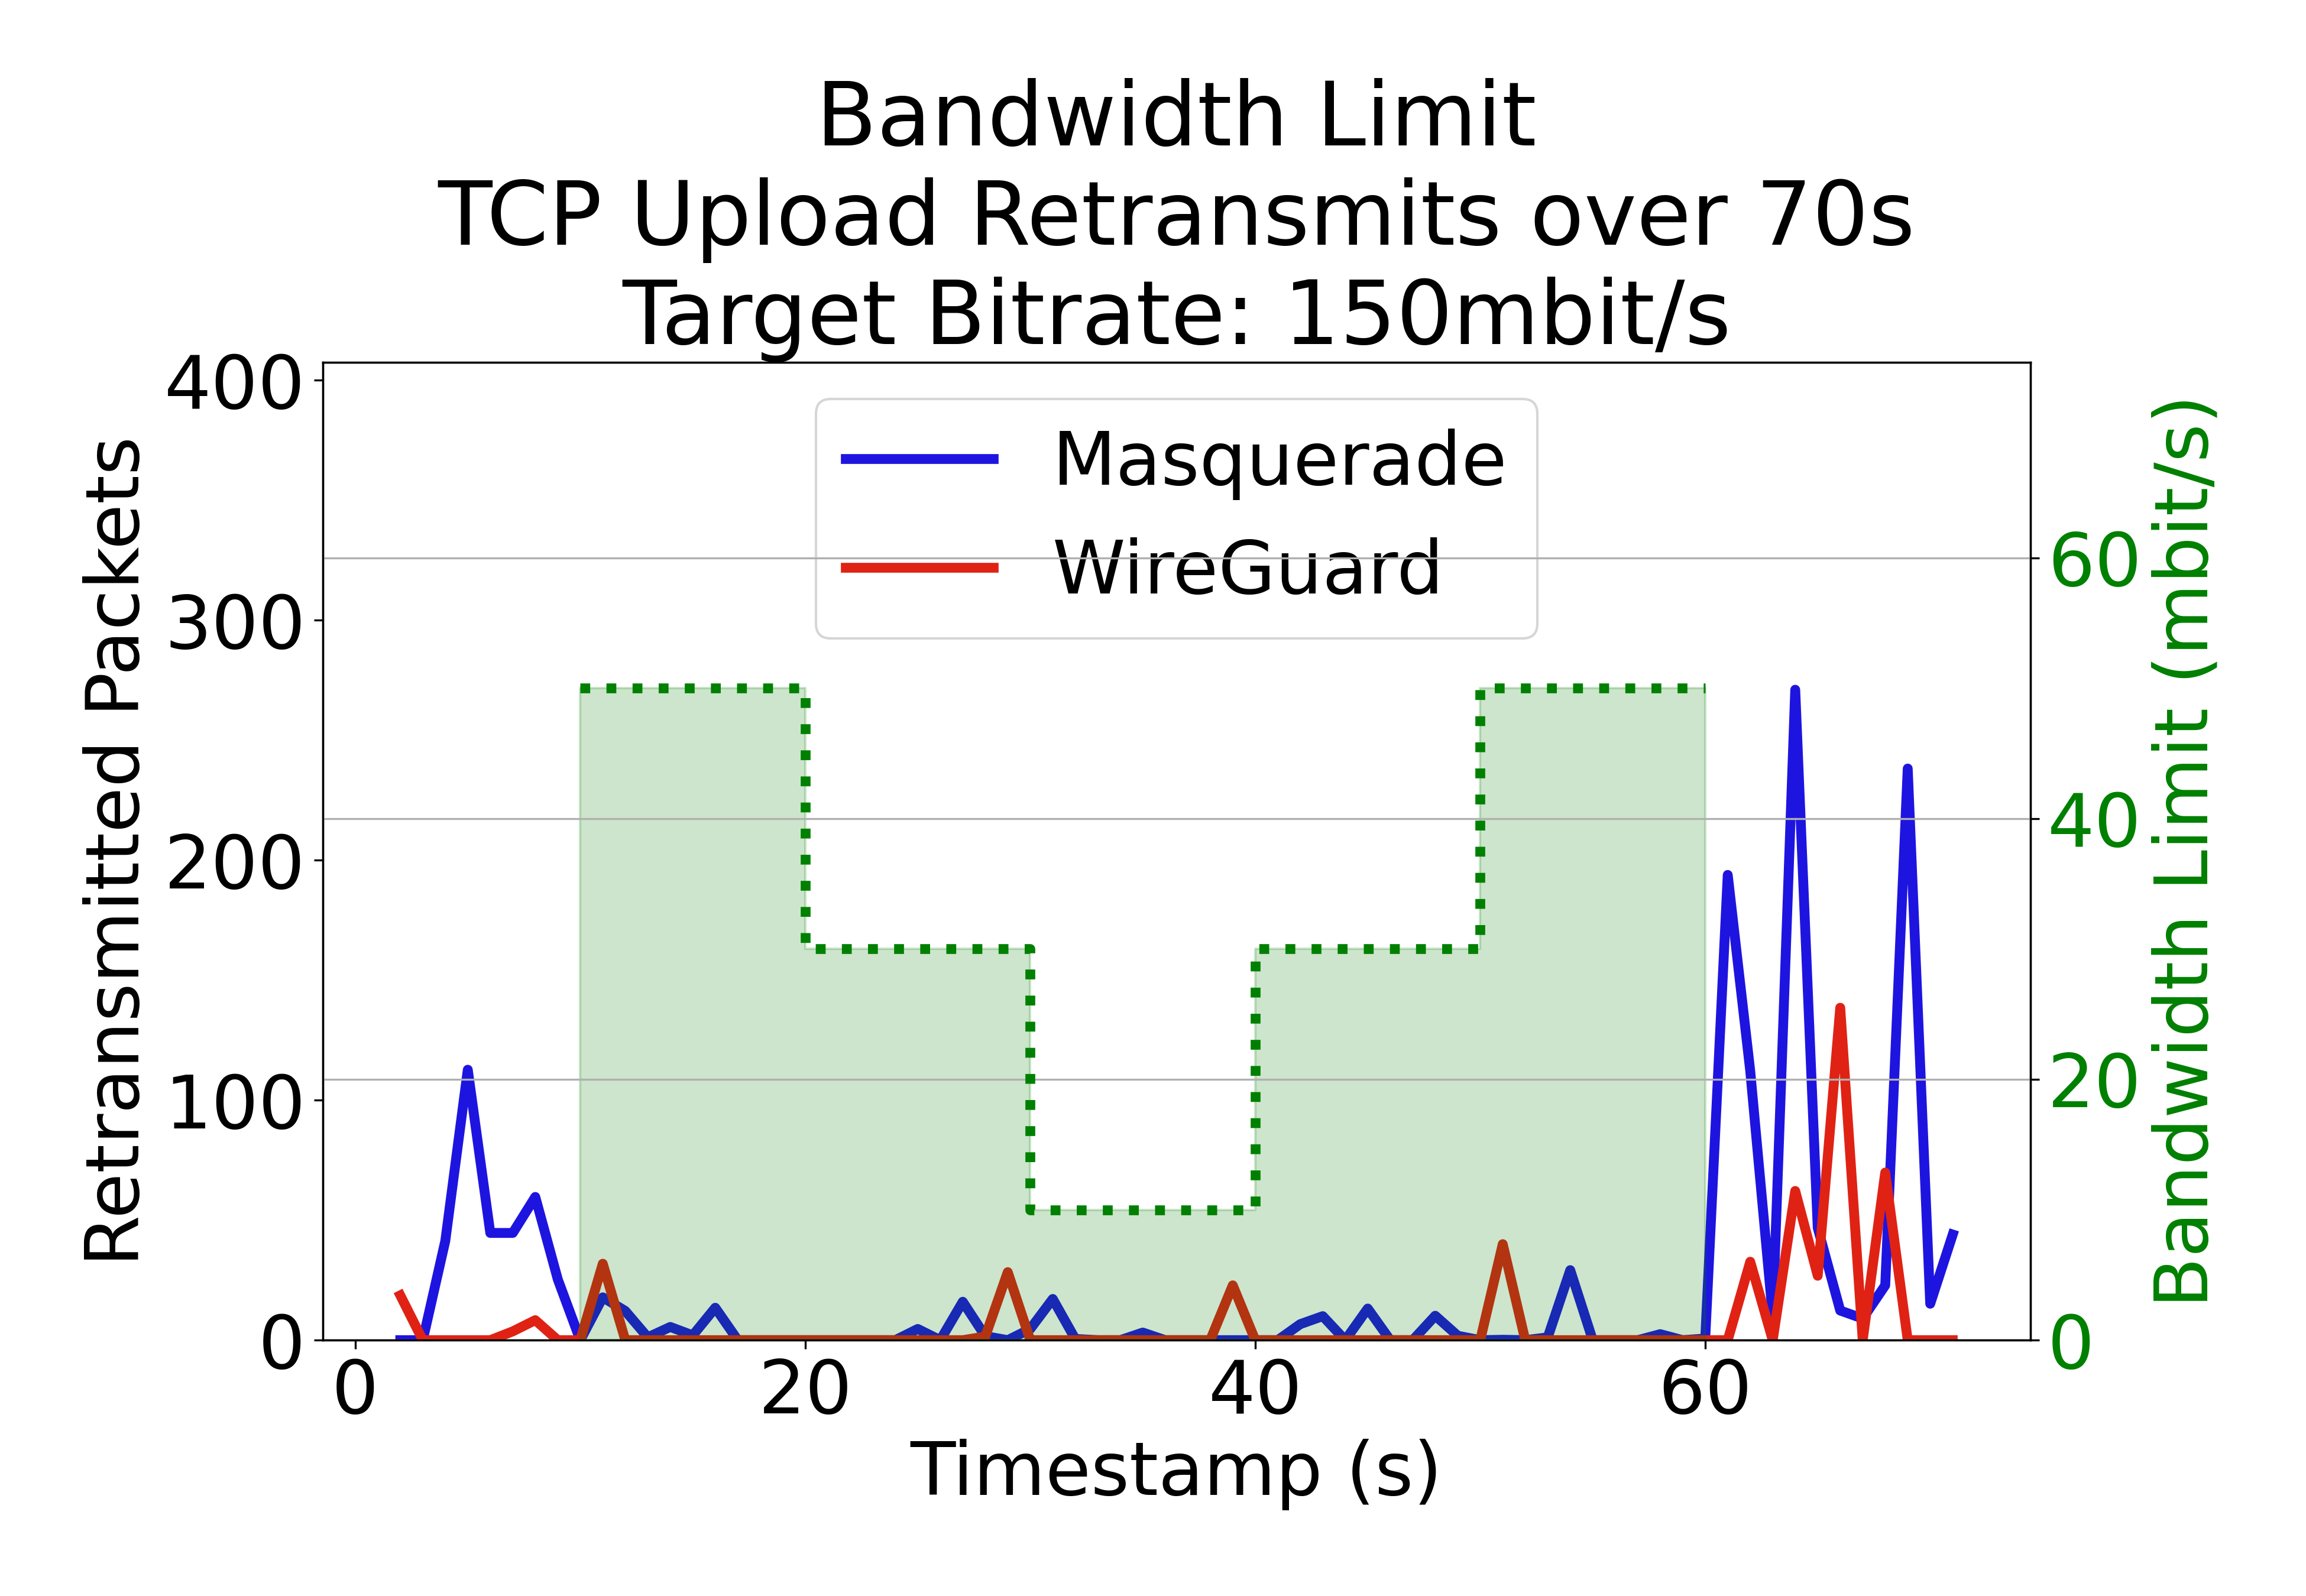 Bandwidth Limit
TCP Upload Retransmits over 70s
Target Bitrate: 150mbit/s
400
300
200
100
0
Retransmitted Packets
Masquerade
WireGuard
60
40
20
0
Bandwidth Limit (mbit/s)
0 20 40 60
Timestamp (s)